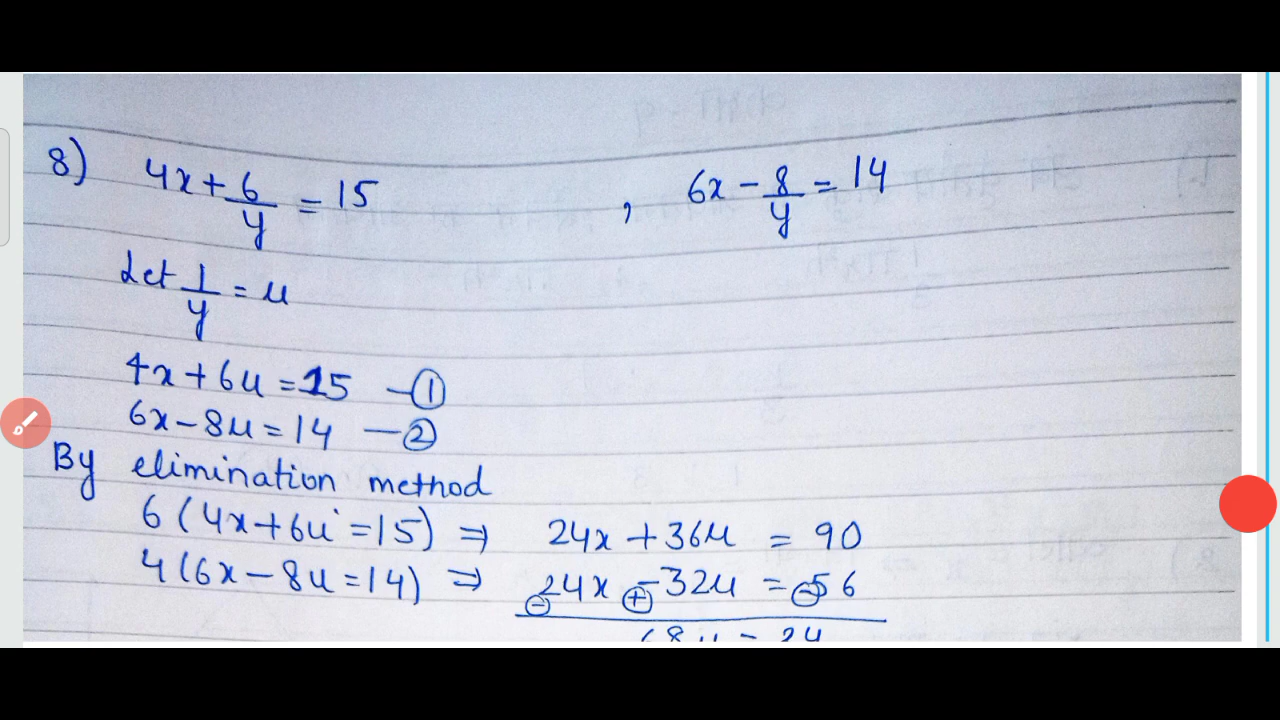 8) 4x + 6/y = 15 , 6x - 8/y = 14
Let 1/y = u
4x + 6u = 15 - ①
6x - 8u = 14 - ②
By elimination method
6 (4x + 6u = 15) ⇒ 24x + 36u = 90
4 (6x - 8u = 14) ⇒ 24x - 32u = 56
⊖ ⊕ ⊖